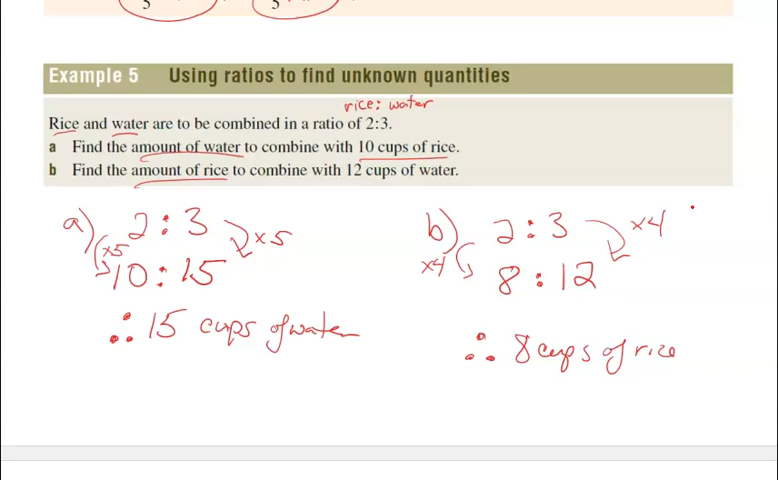 5 5
Example 5 Using ratios to find unknown quantities
rice: water
Rice and water are to be combined in a ratio of 2:3.
a Find the amount of water to combine with 10 cups of rice.
b Find the amount of rice to combine with 12 cups of water.
a) 2 : 3
×5 ×5
10 : 15
∴ 15 cups of water
b) 2 : 3 ×4
×4 8 : 12
∴ 8 cups of rice